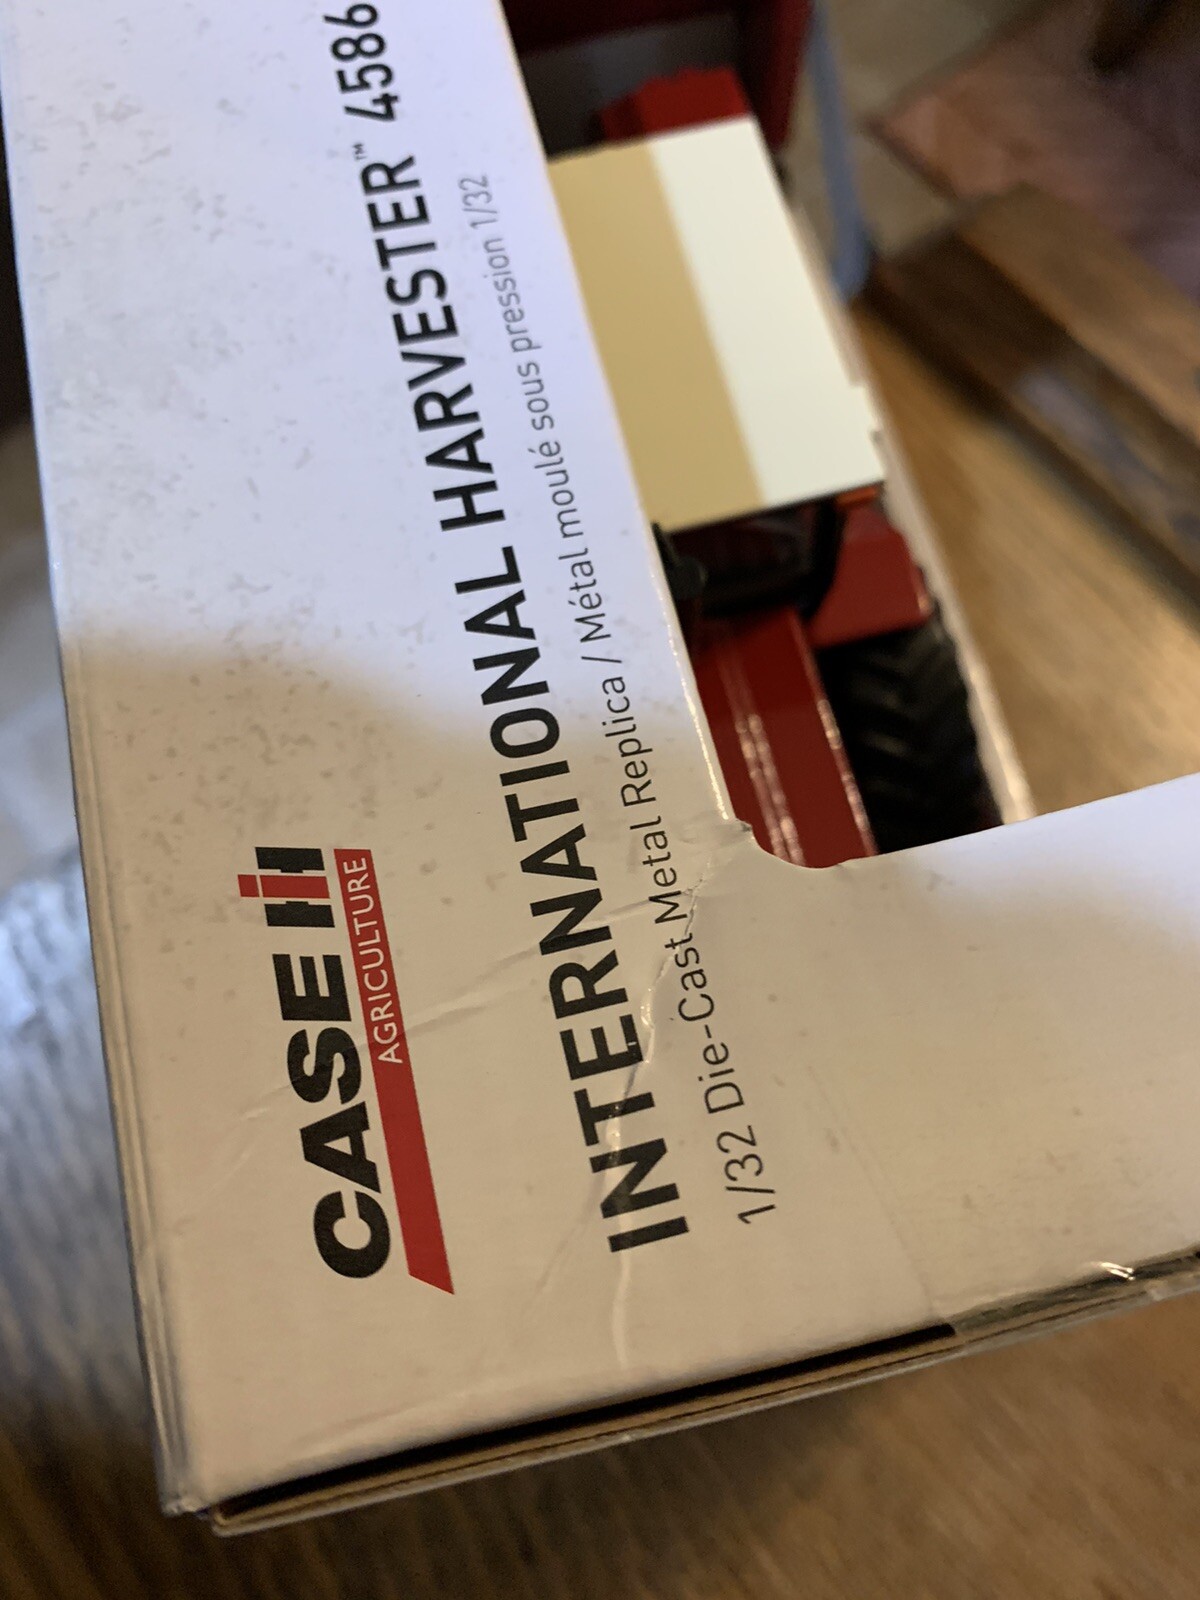 CASE IH
AGRICULTURE
INTERNATIONAL HARVESTER™ 4586
1/32 Die-Cast Metal Replica / Métal moulé sous pression 1/32